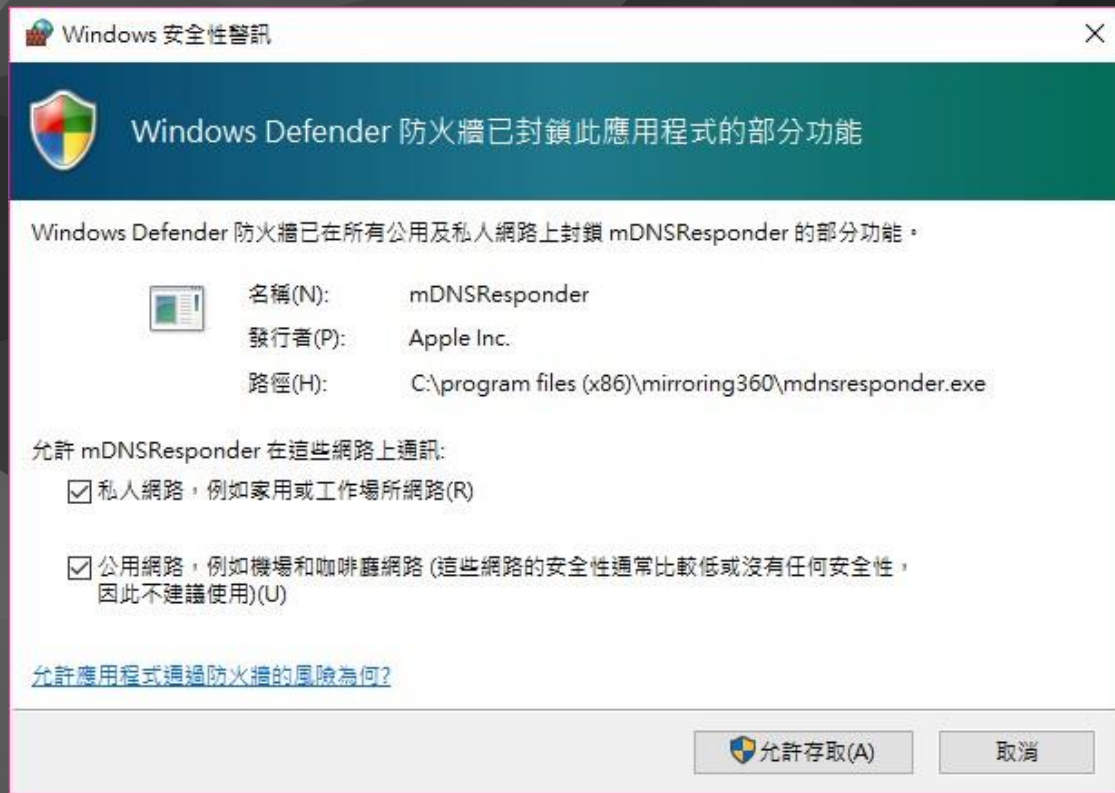 Windows 安全性警訊
Windows Defender 防火牆已封鎖此應用程式的部分功能
Windows Defender 防火牆已在所有公用及私人網路上封鎖 mDNSResponder 的部分功能。
名稱(N): mDNSResponder
發行者(P): Apple Inc.
路徑(H): C:\program files (x86)\mirroring360\mdnsresponder.exe
允許 mDNSResponder 在這些網路上通訊:
私人網路，例如家用或工作場所網路(R)
公用網路，例如機場和咖啡廳網路 (這些網路的安全性通常比較低或沒有任何安全性，
因此不建議使用)(U)
允許應用程式通過防火牆的風險為何?
允許存取(A) 取消